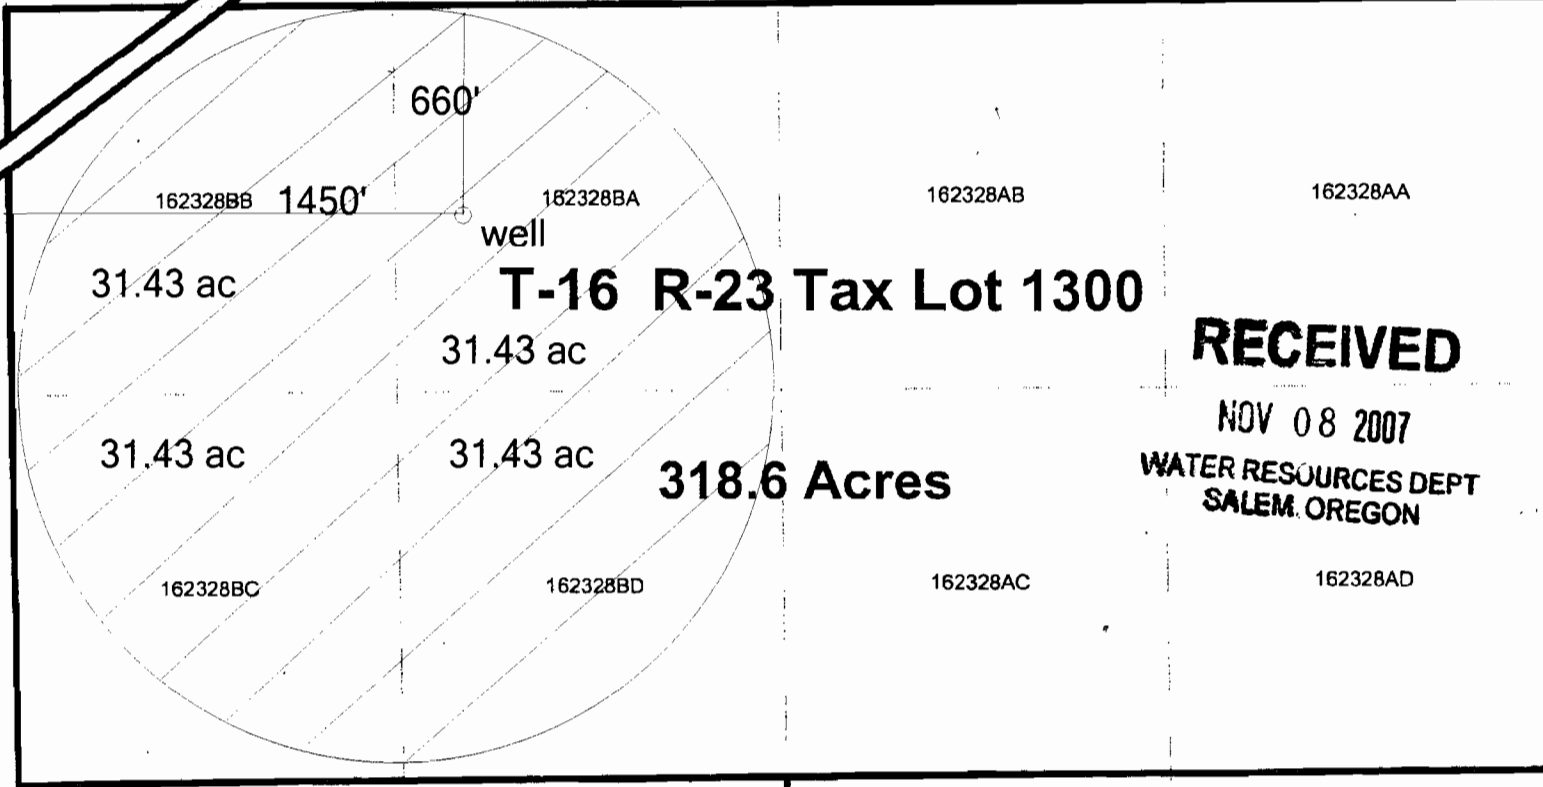 660'
162328BB 1450' 162328BA 162328AB 162328AA
well
31.43 ac
T-16 R-23 Tax Lot 1300
31.43 ac
RECEIVED
NOV 08 2007
WATER RESOURCES DEPT
SALEM, OREGON
31.43 ac 31.43 ac
318.6 Acres
162328BC 162328BD 162328AC 162328AD